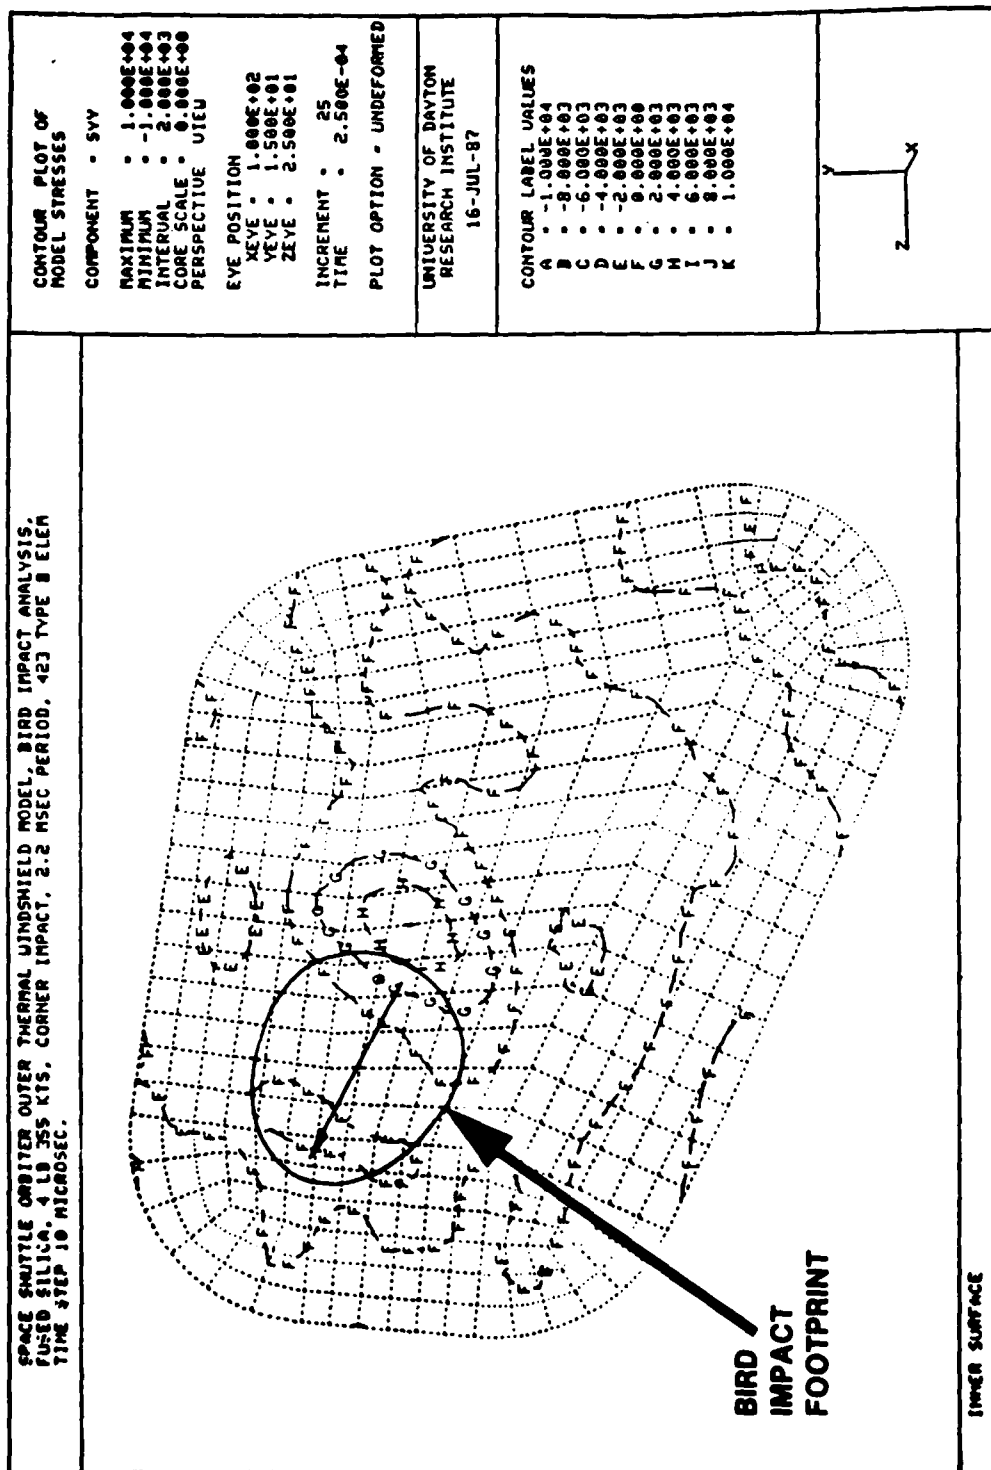 SPACE SHUTTLE ORBITER OUTER THERMAL WINDSHIELD MODEL, BIRD IMPACT ANALYSIS,
FUSED SILICA, 4 LB 355 KTS, CORNER IMPACT, 2.2 MSEC PERIOD, 423 TYPE 8 ELEM
TIME STEP 10 MICROSEC.
CONTOUR PLOT OF
MODEL STRESSES
COMPONENT = SYY
MAXIMUM = 1.000E+04
MINIMUM = -1.000E+04
INTERVAL = 2.000E+03
CORE SCALE = 0.000E+00
PERSPECTIVE VIEW
EYE POSITION
XEYE = 1.000E+02
YEYE = 1.500E+01
ZEYE = 2.500E+01
INCREMENT = 25
TIME = 2.500E-04
PLOT OPTION = UNDEFORMED
UNIVERSITY OF DAYTON
RESEARCH INSTITUTE
16-JUL-87
CONTOUR LABEL VALUES
A = -1.000E+04
B = -8.000E+03
C = -6.000E+03
D = -4.000E+03
E = -2.000E+03
F = 0.000E+00
G = 2.000E+03
H = 4.000E+03
I = 6.000E+03
J = 8.000E+03
K = 1.000E+04
Y
Z
X
BIRD
IMPACT
FOOTPRINT
INNER SURFACE